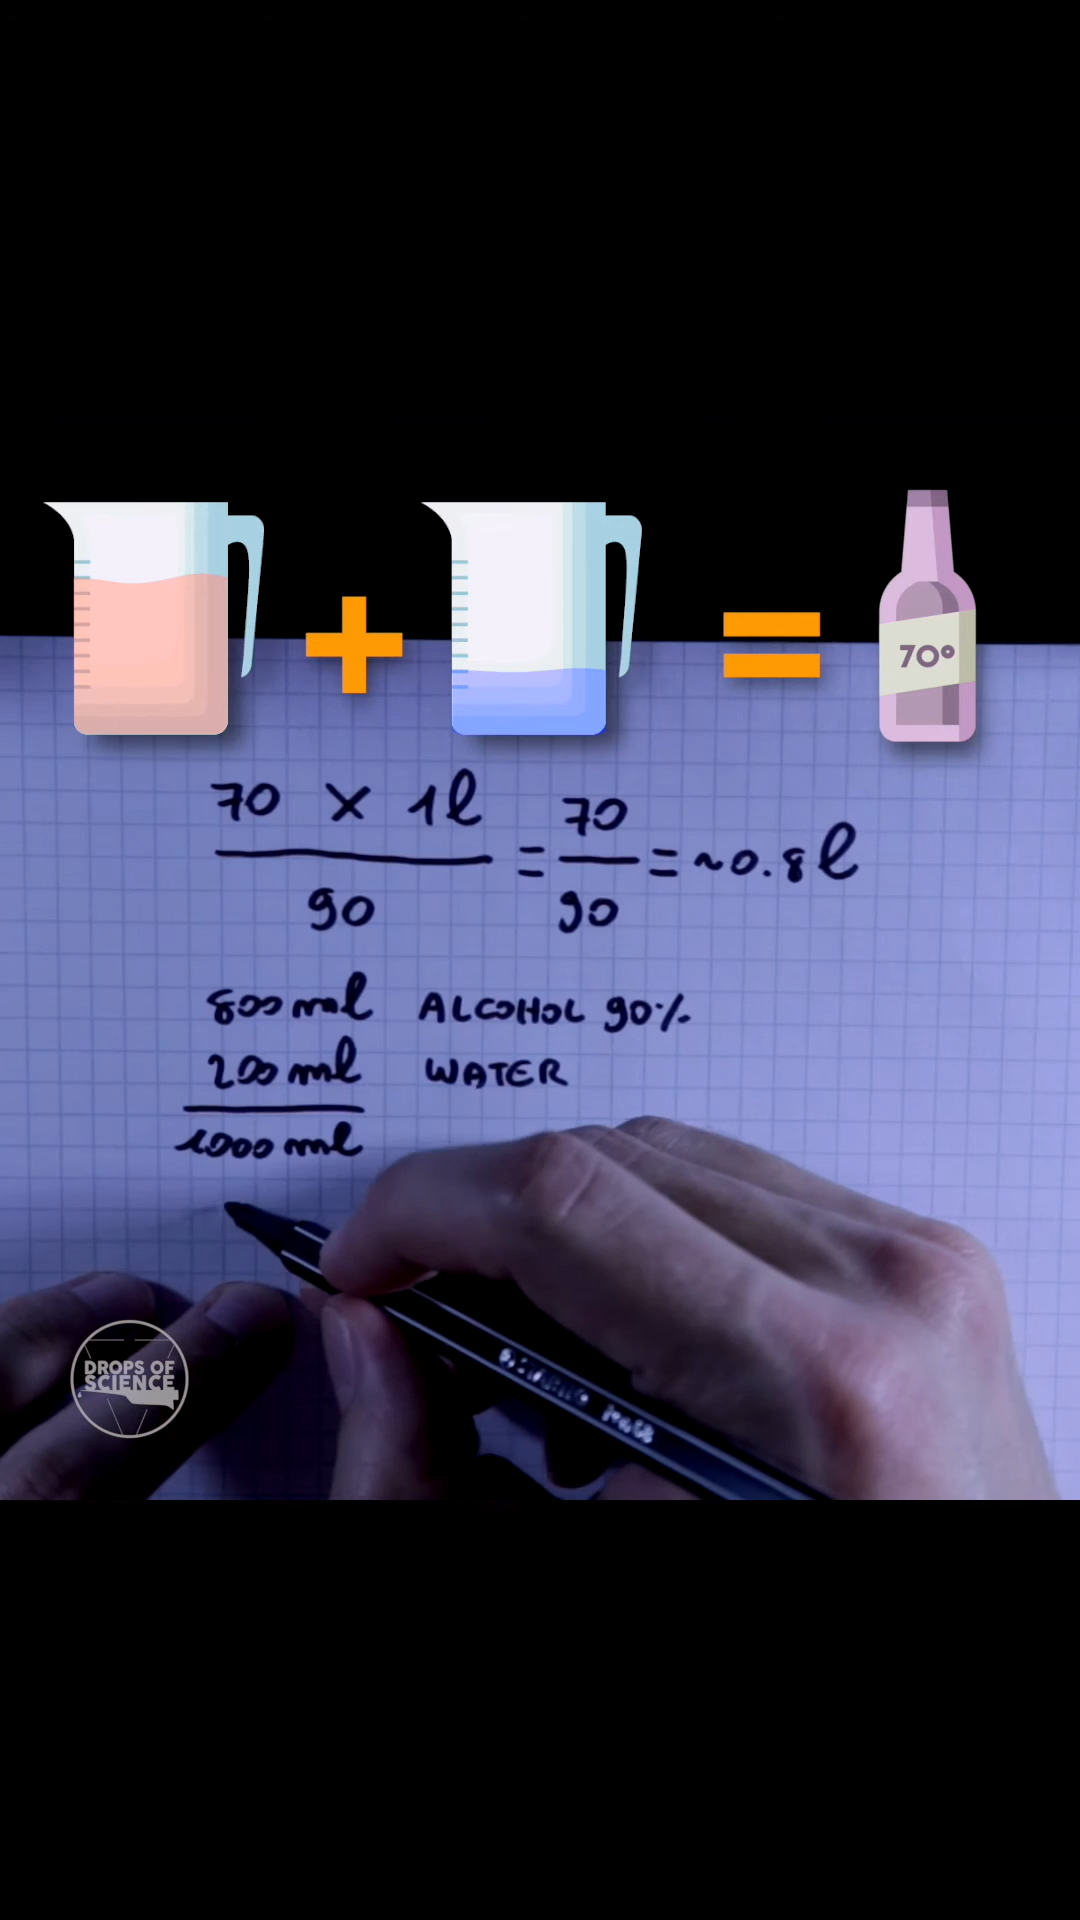 70°
70 x 1l / 90 = 70 / 90 = ~0.8 l
800 ml ALCOHOL 90%
200 ml WATER
1000 ml
DROPS OF
SCIENCE